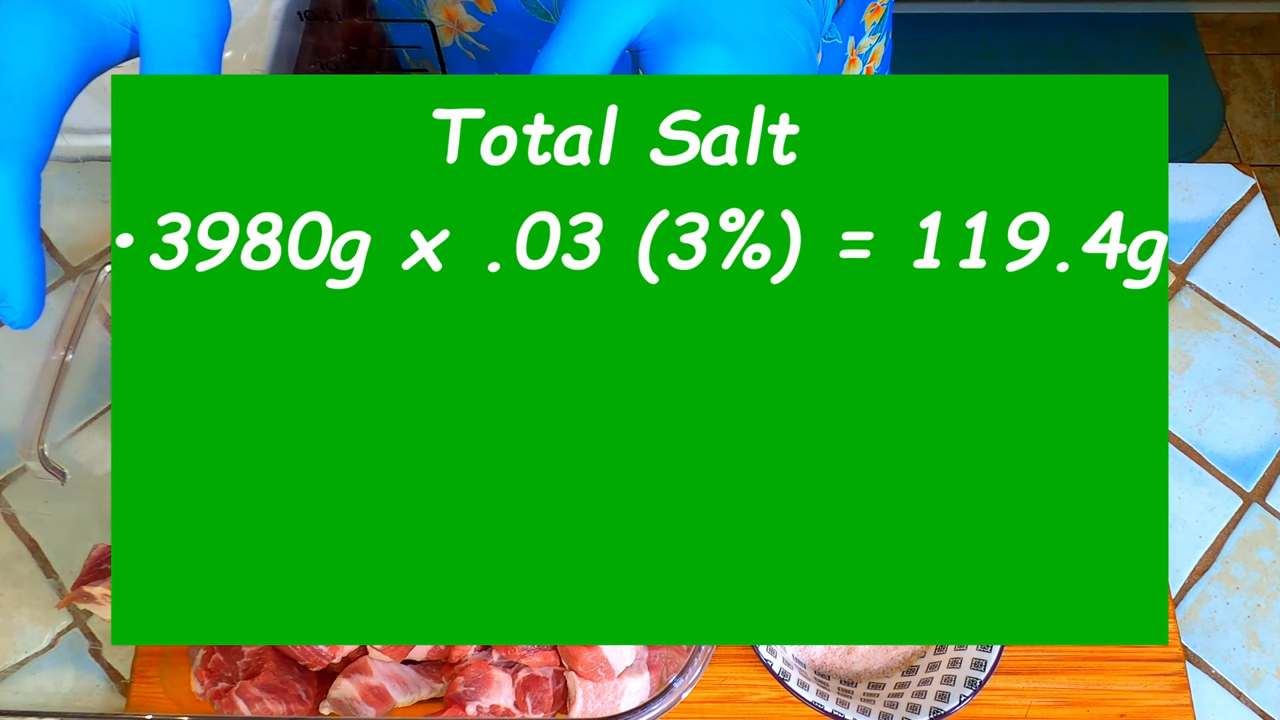 Total Salt
•3980g x .03 (3%) = 119.4g